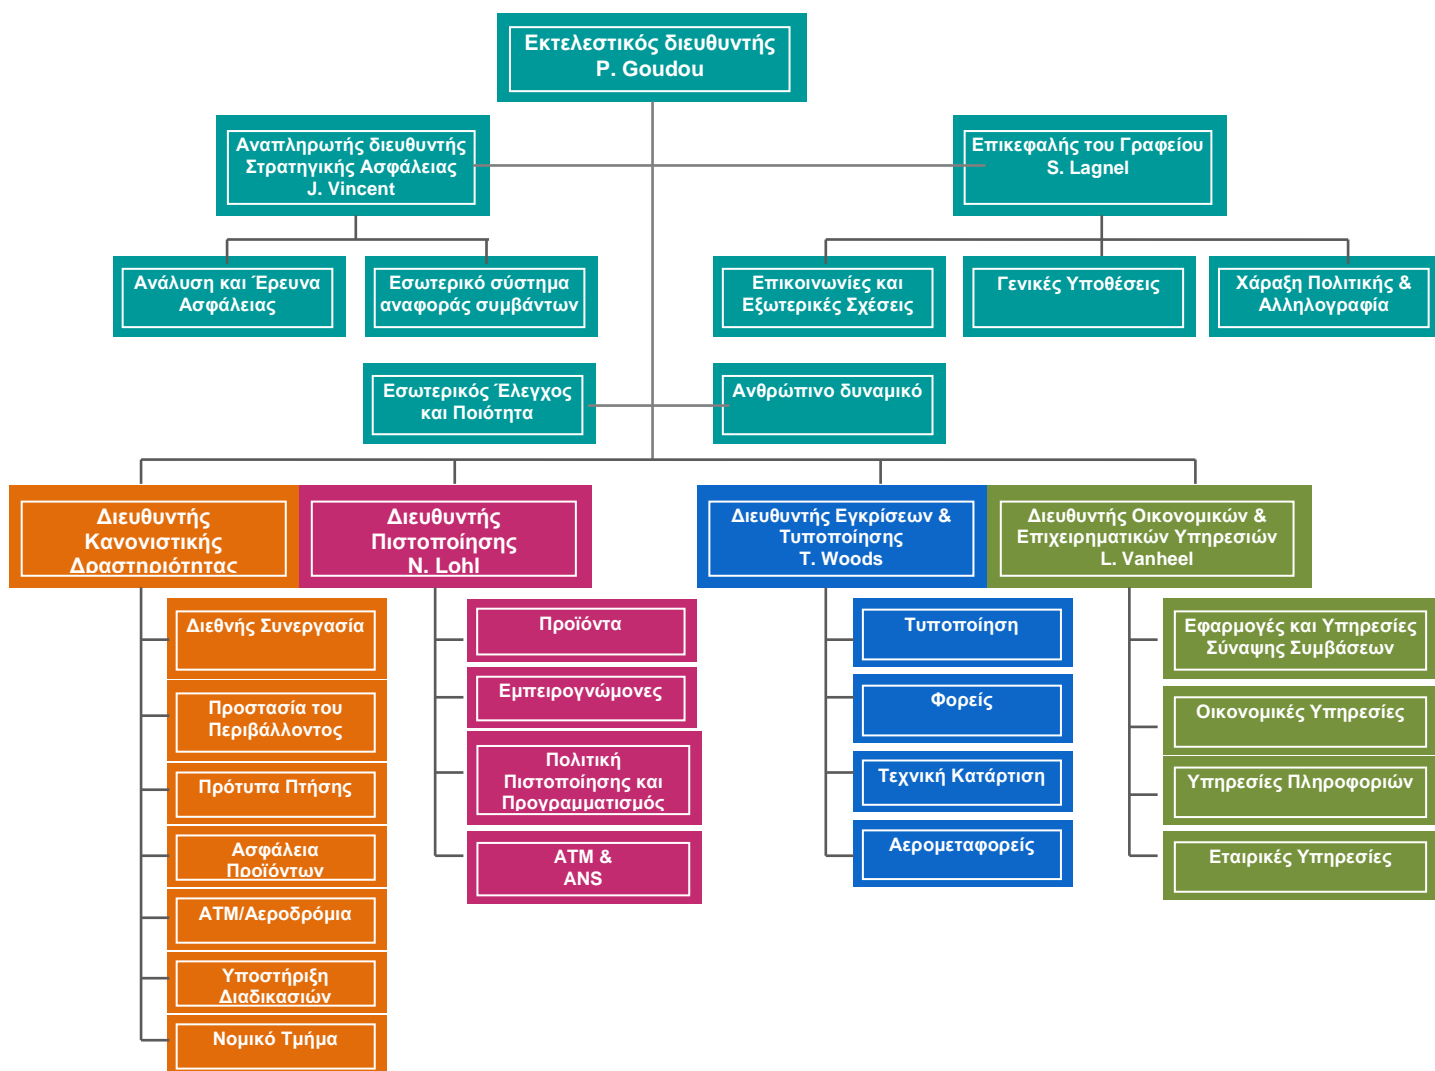 Εκτελεστικός διευθυντής
P. Goudou
Αναπληρωτής διευθυντής
Στρατηγικής Ασφάλειας
J. Vincent
Επικεφαλής του Γραφείου
S. Lagnel
Ανάλυση και Έρευνα
Ασφάλειας
Εσωτερικό σύστημα
αναφοράς συμβάντων
Επικοινωνίες και
Εξωτερικές Σχέσεις
Γενικές Υποθέσεις
Χάραξη Πολιτικής &
Αλληλογραφία
Εσωτερικός Έλεγχος
και Ποιότητα
Ανθρώπινο δυναμικό
Διευθυντής
Κανονιστικής
Δραστηριότητας
Διευθυντής
Πιστοποίησης
N. Lohl
Διευθυντής Εγκρίσεων &
Τυποποίησης
T. Woods
Διευθυντής Οικονομικών &
Επιχειρηματικών Υπηρεσιών
L. Vanheel
Διεθνής Συνεργασία
Προστασία του
Περιβάλλοντος
Πρότυπα Πτήσης
Ασφάλεια
Προϊόντων
ATM/Αεροδρόμια
Υποστήριξη
Διαδικασιών
Νομικό Τμήμα
Προϊόντα
Εμπειρογνώμονες
Πολιτική
Πιστοποίησης και
Προγραμματισμός
ATM &
ANS
Τυποποίηση
Φορείς
Τεχνική Κατάρτιση
Αερομεταφορείς
Εφαρμογές και Υπηρεσίες
Σύναψης Συμβάσεων
Οικονομικές Υπηρεσίες
Υπηρεσίες Πληροφοριών
Εταιρικές Υπηρεσίες